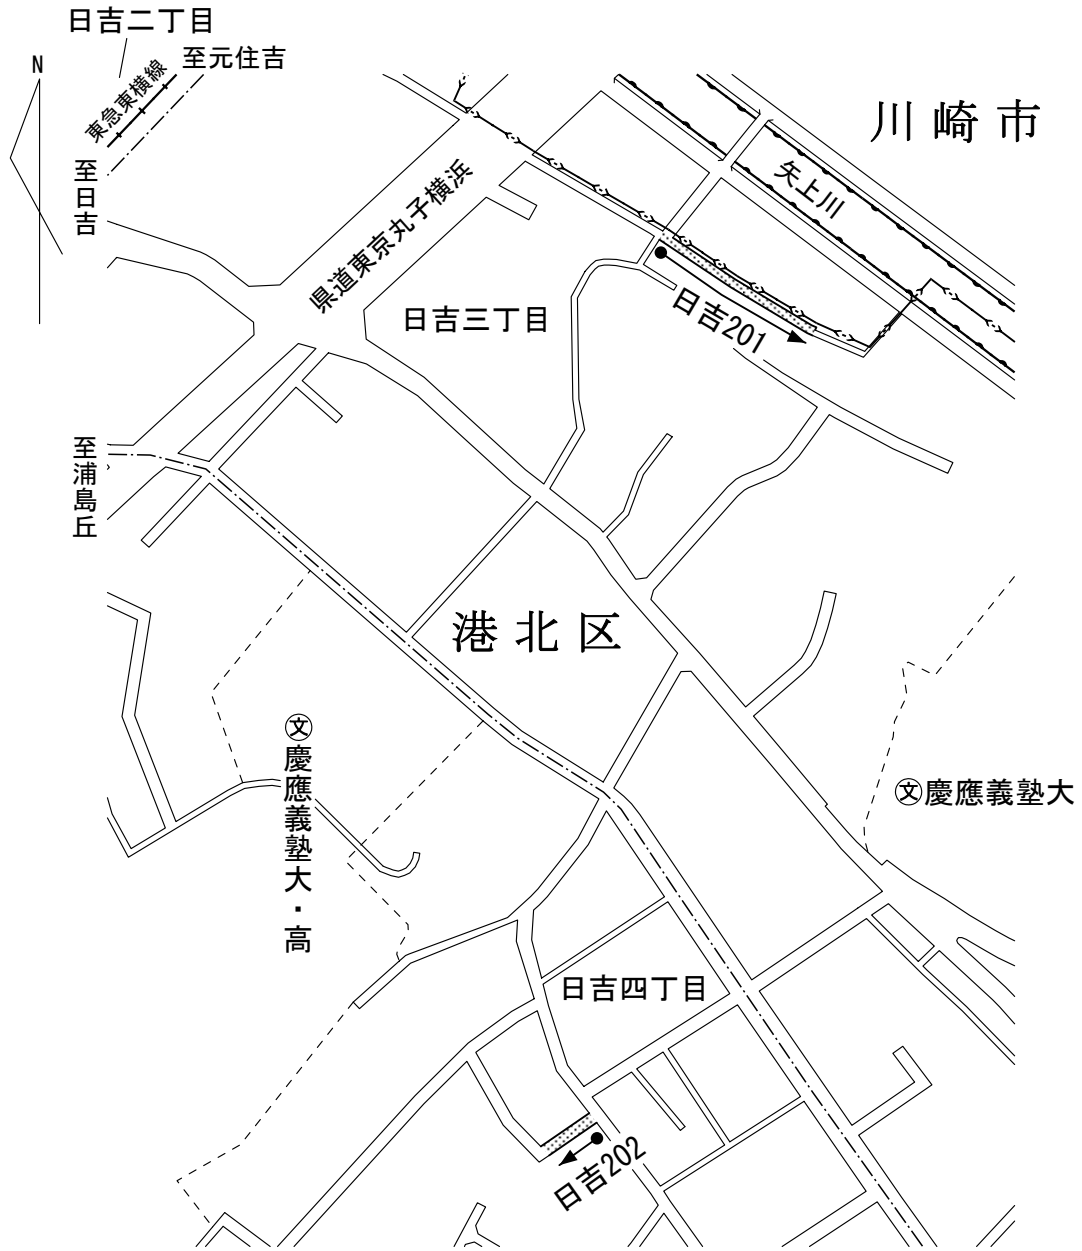 日吉二丁目
N
至元住吉
東急東横線
至日吉
川崎市
矢上川
県道東京丸子横浜
日吉三丁目
日吉201
至浦島丘
港北区
文慶應義塾大・高
文慶應義塾大
日吉四丁目
日吉202